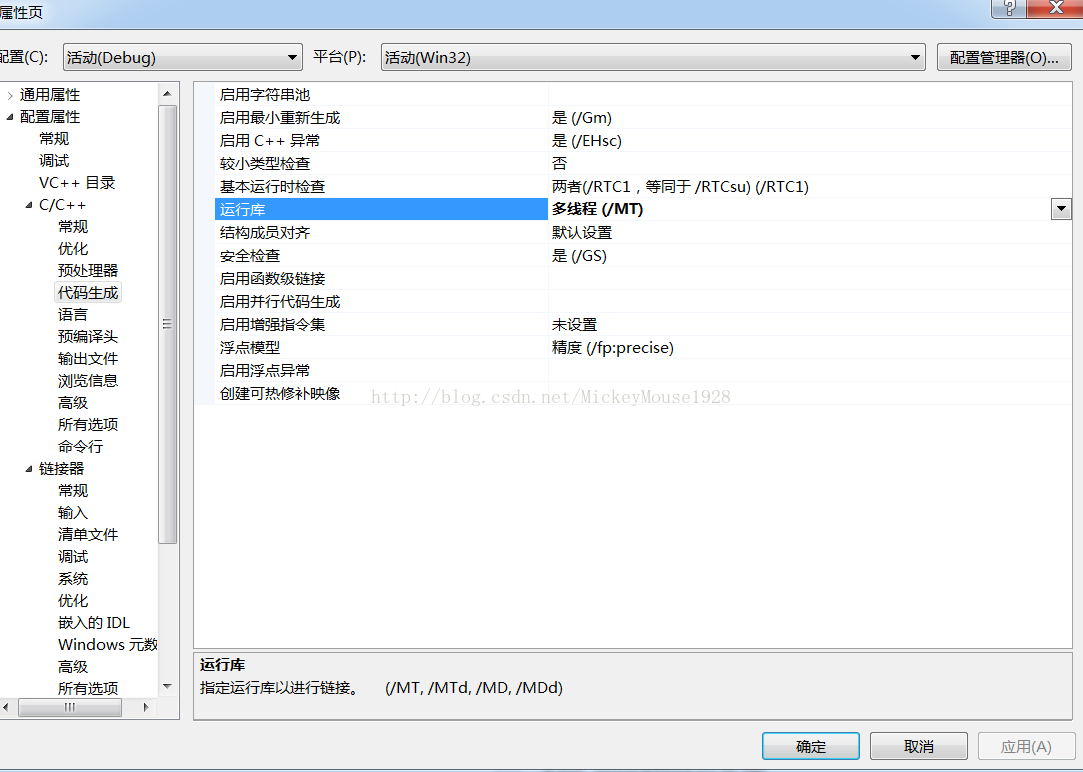 属性页
配置(C):
活动(Debug)
平台(P):
活动(Win32)
配置管理器(O)...
通用属性
配置属性
常规
调试
VC++ 目录
C/C++
常规
优化
预处理器
代码生成
语言
预编译头
输出文件
浏览信息
高级
所有选项
命令行
链接器
常规
输入
清单文件
调试
系统
优化
嵌入的 IDL
Windows 元数
高级
所有选项
启用字符串池
启用最小重新生成 是 (/Gm)
启用 C++ 异常 是 (/EHsc)
较小类型检查 否
基本运行时检查 两者(/RTC1，等同于 /RTCsu) (/RTC1)
运行库 多线程 (/MT)
结构成员对齐 默认设置
安全检查 是 (/GS)
启用函数级链接
启用并行代码生成
启用增强指令集 未设置
浮点模型 精度 (/fp:precise)
启用浮点异常
创建可热修补映像
http://blog.csdn.net/MickeyMouse1928
运行库
指定运行库以进行链接。 (/MT, /MTd, /MD, /MDd)
确定
取消
应用(A)